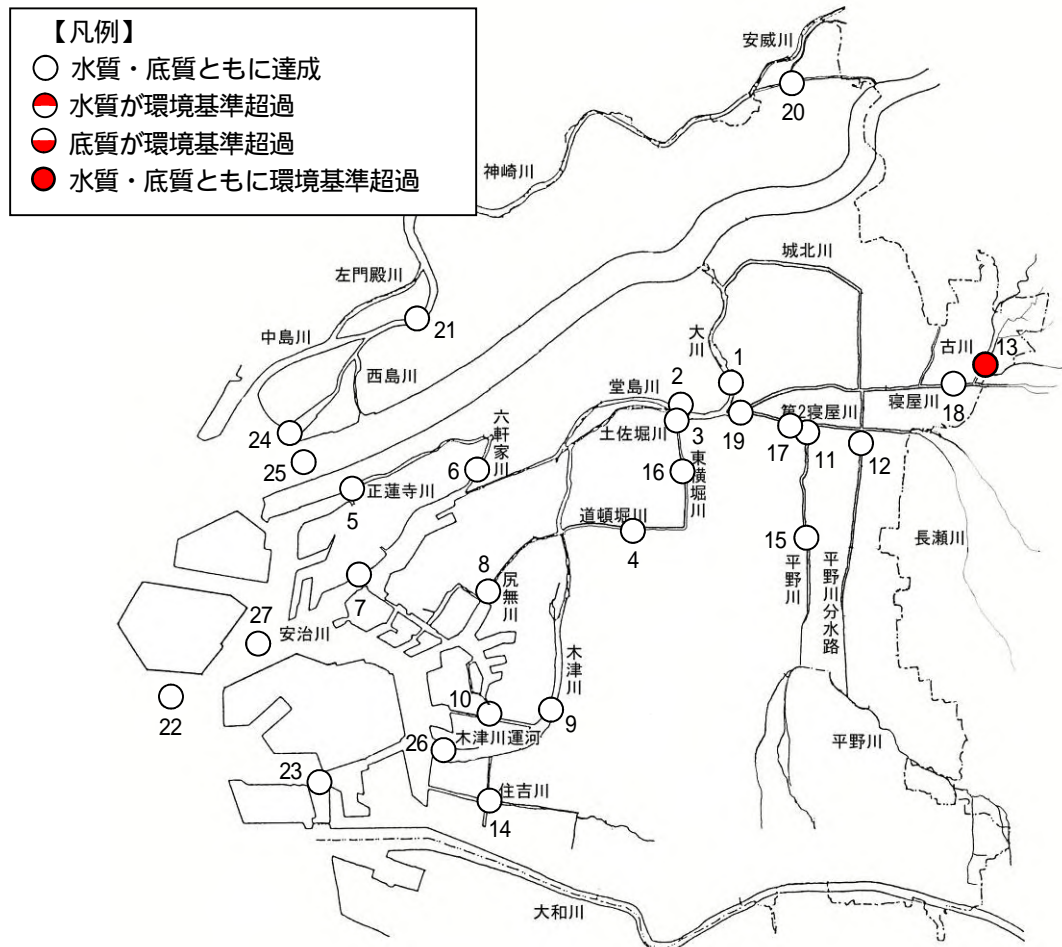 【凡例】
水質・底質ともに達成
水質が環境基準超過
底質が環境基準超過
水質・底質ともに環境基準超過
安威川
20
神崎川
城北川
左門殿川
21
中島川
西島川
大川
古川
13
1
堂島川
2
寝屋川
18
土佐堀川
3
19
第2寝屋川
17
11
12
24
25
六軒家川
6
正蓮寺川
5
16
東横堀川
道頓堀川
4
15
平野川
平野川分水路
長瀬川
8
尻無川
7
27
安治川
22
木津川
10
9
木津川運河
26
平野川
23
住吉川
14
大和川